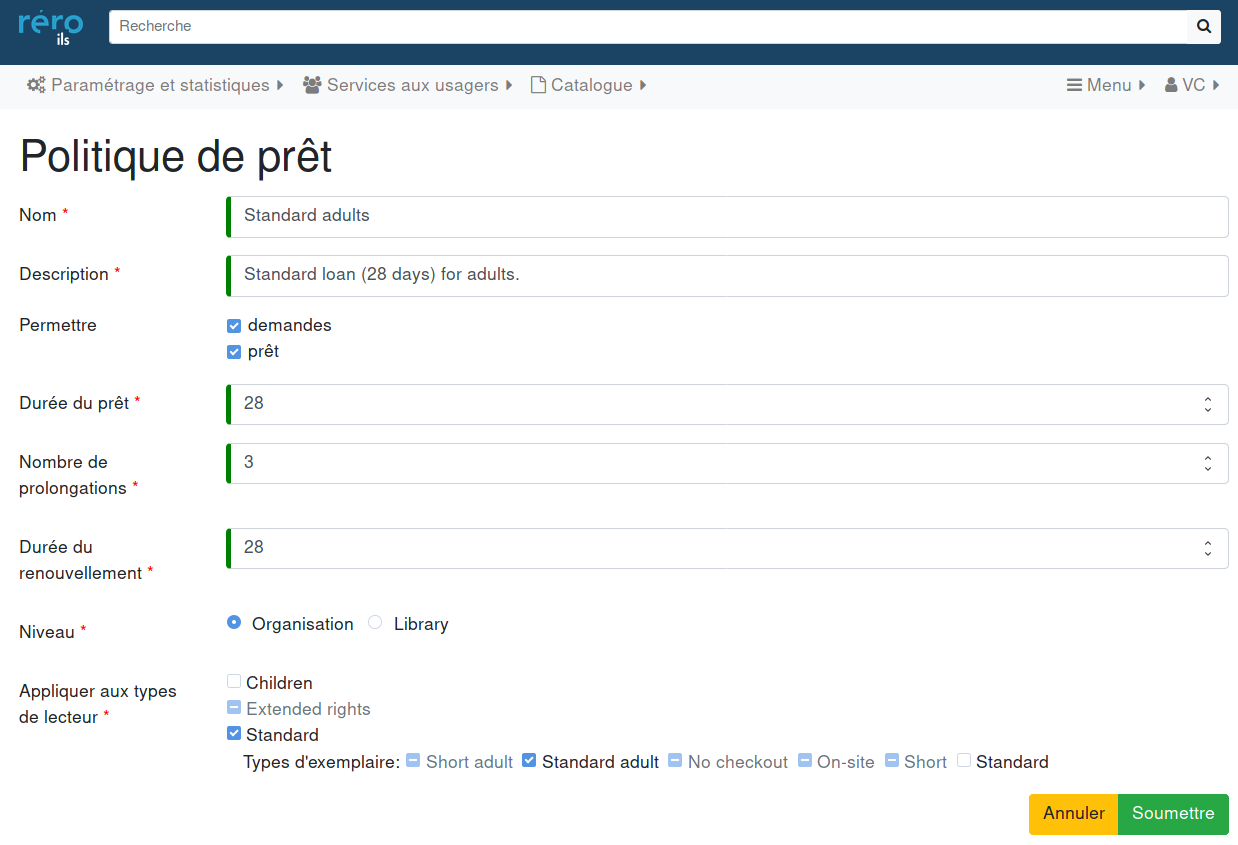 réro
ils
Recherche
Paramétrage et statistiques Services aux usagers Catalogue Menu VC
Politique de prêt
Nom * Standard adults
Description * Standard loan (28 days) for adults.
Permettre demandes
prêt
Durée du prêt * 28
Nombre de prolongations * 3
Durée du renouvellement * 28
Niveau * Organisation Library
Appliquer aux types de lecteur *
Children
Extended rights
Standard
Types d'exemplaire: Short adult Standard adult No checkout On-site Short Standard
Annuler Soumettre